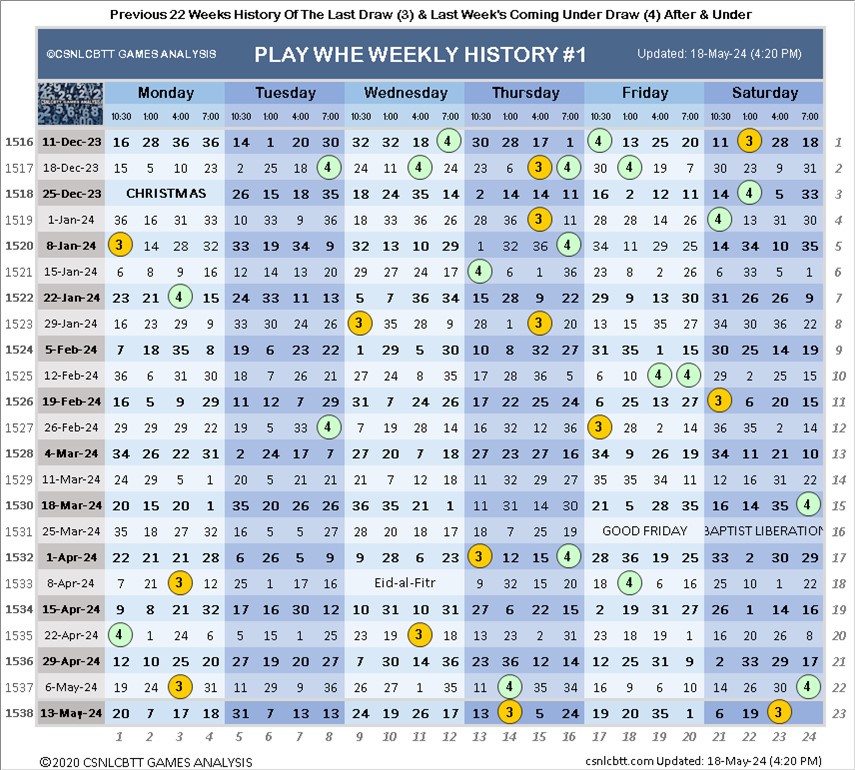 Previous 22 Weeks History Of The Last Draw (3) & Last Week's Coming Under Draw (4) After & Under
©CSNLCBTT GAMES ANALYSIS PLAY WHE WEEKLY HISTORY #1 Updated: 18-May-24 (4:20 PM)
CSNLCBTT GAMES ANALYSIS
Monday Tuesday Wednesday Thursday Friday Saturday
10:30 1:00 4:00 7:00 10:30 1:00 4:00 7:00 10:30 1:00 4:00 7:00 10:30 1:00 4:00 7:00 10:30 1:00 4:00 7:00 10:30 1:00 4:00 7:00
1516 11-Dec-23 16 28 36 36 14 1 20 30 32 32 18 4 30 28 17 1 4 13 25 20 11 3 28 18 1
1517 18-Dec-23 15 5 10 23 2 25 18 4 24 11 4 24 23 6 3 4 30 4 19 7 30 23 9 31 2
1518 25-Dec-23 CHRISTMAS 26 15 18 35 18 24 35 14 2 14 14 11 16 2 12 11 14 4 5 33 3
1519 1-Jan-24 36 16 31 33 10 33 9 36 18 33 36 26 28 36 3 11 28 28 14 26 4 13 31 30 4
1520 8-Jan-24 3 14 28 32 33 19 34 9 32 13 10 29 1 32 36 4 34 11 29 25 14 34 10 35 5
1521 15-Jan-24 6 8 9 16 12 14 13 20 29 27 24 17 4 6 1 36 23 8 2 26 6 33 5 1 6
1522 22-Jan-24 23 21 4 15 24 33 11 13 5 7 36 34 15 28 9 22 29 9 13 30 31 26 26 9 7
1523 29-Jan-24 16 23 29 9 33 30 24 26 3 35 28 9 28 1 3 20 13 15 35 27 34 30 36 22 8
1524 5-Feb-24 7 18 35 8 19 6 23 22 1 29 5 30 10 8 32 27 31 35 1 15 30 25 14 19 9
1525 12-Feb-24 36 6 31 30 18 7 26 21 27 24 8 35 17 28 36 5 6 10 4 4 29 2 25 15 10
1526 19-Feb-24 16 5 9 29 11 12 7 29 31 7 24 26 17 22 25 24 6 25 13 27 3 6 20 15 11
1527 26-Feb-24 29 29 29 22 19 5 33 4 21 19 28 11 16 32 12 36 3 28 2 14 36 35 2 14 12
1528 4-Mar-24 34 26 22 31 2 24 17 7 27 20 7 18 27 23 27 16 34 9 26 19 34 11 21 10 13
1529 11-Mar-24 24 29 5 1 20 5 21 21 21 7 12 18 11 32 29 27 35 35 34 11 12 16 31 22 14
1530 18-Mar-24 20 15 20 1 35 20 26 26 36 35 21 1 11 31 14 30 21 5 28 35 16 14 35 4 15
1531 25-Mar-24 35 18 27 32 16 5 5 27 28 20 18 17 18 7 25 19 GOOD FRIDAY BAPTIST LIBERATION 16
1532 1-Apr-24 22 21 21 28 6 26 5 9 9 28 6 23 3 12 15 4 28 36 19 25 33 2 30 29 17
1533 8-Apr-24 7 21 3 12 25 1 17 16 Eid-al-Fitr 9 32 15 20 18 4 6 16 25 10 1 22 18
1534 15-Apr-24 9 8 21 32 17 16 30 12 10 31 10 31 27 6 22 15 2 19 31 27 26 1 14 16 19
1535 22-Apr-24 4 1 24 6 5 15 1 25 23 19 3 18 13 23 2 31 23 18 19 1 16 20 26 8 20
1536 29-Apr-24 12 10 25 20 27 19 20 27 7 30 14 36 23 36 12 14 12 25 31 9 2 33 29 17 21
1537 6-May-24 19 24 3 31 11 29 9 36 26 27 1 35 11 4 35 34 16 9 6 10 14 26 30 4 22
1538 13-May-24 20 7 17 18 31 7 13 13 24 19 26 17 13 3 5 24 19 20 35 1 6 19 3 23
1 2 3 4 5 6 7 8 9 10 11 12 13 14 15 16 17 18 19 20 21 22 23 24
©2020 CSNLCBTT GAMES ANALYSIS csnlcbtt.com Updated: 18-May-24 (4:20 PM)